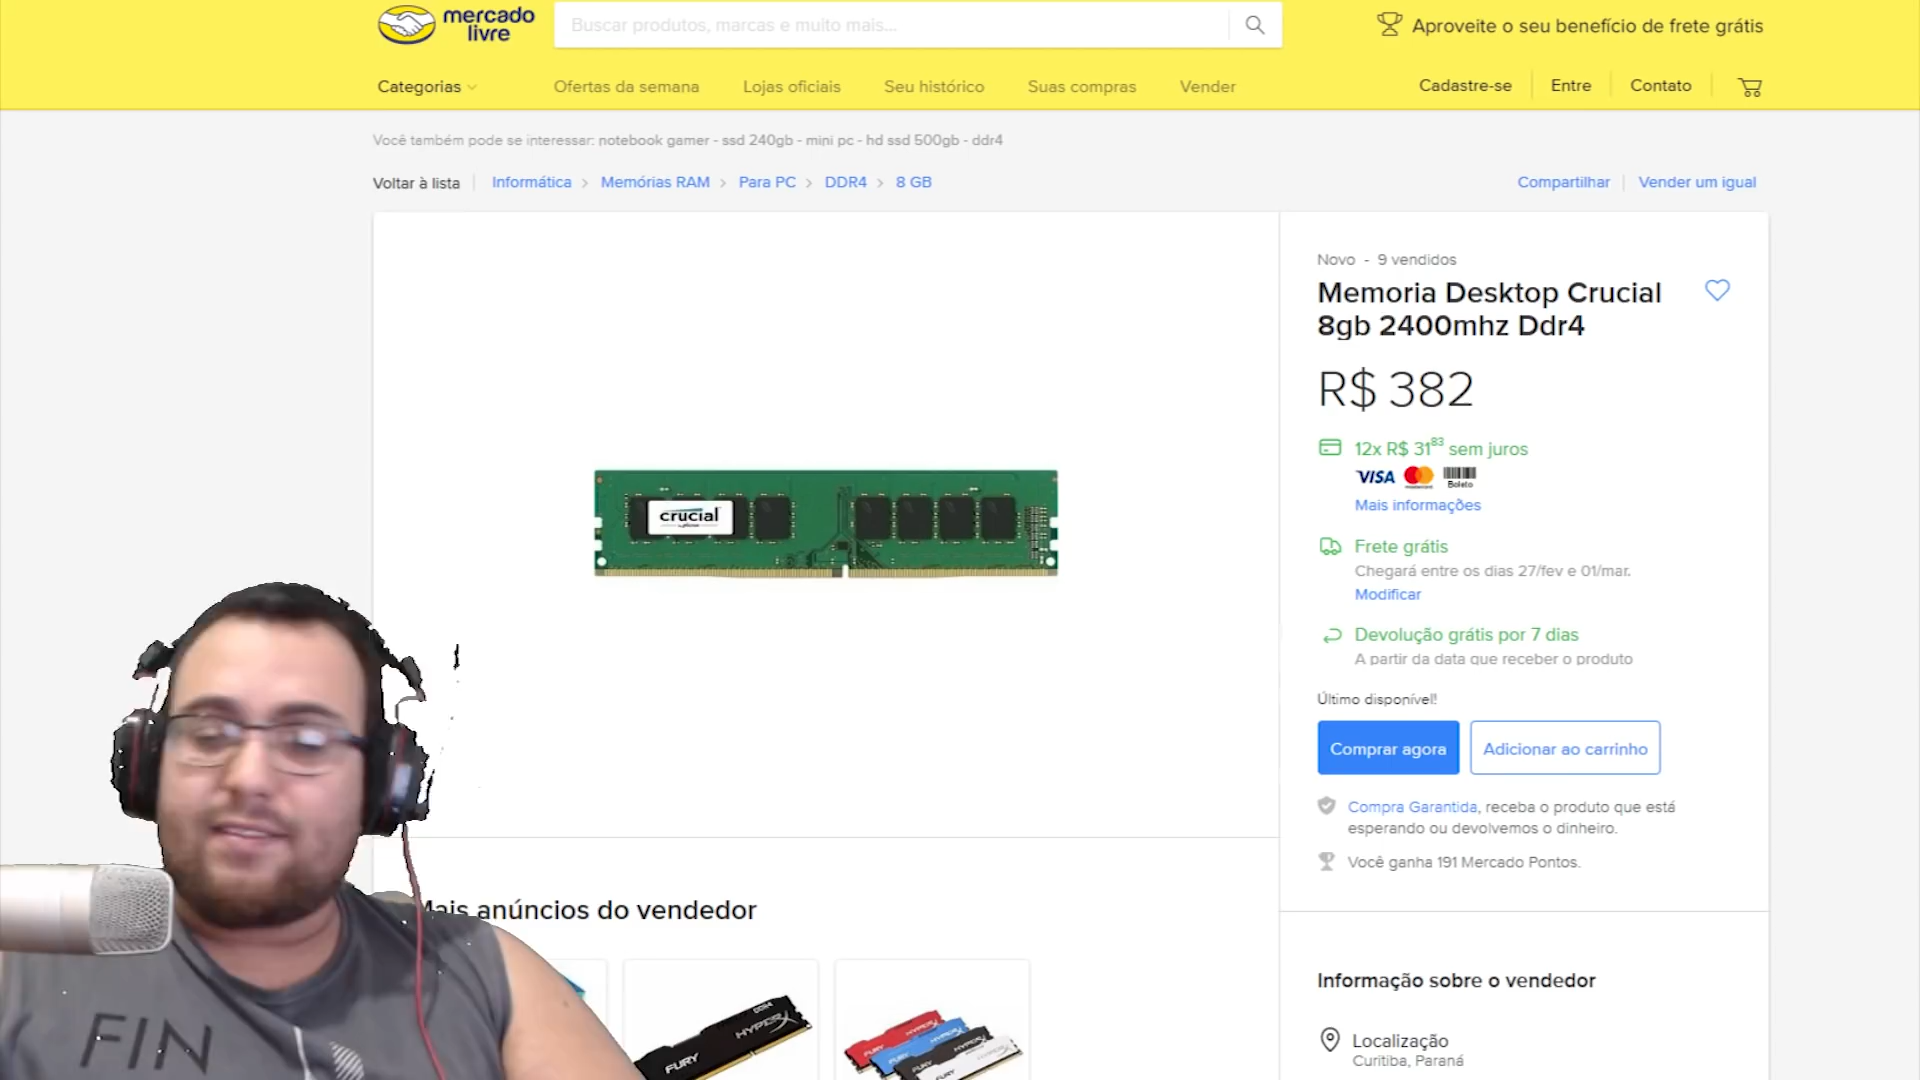 mercado
livre
Buscar produtos, marcas e muito mais...
Aproveite o seu benefício de frete grátis
Categorias
Ofertas da semana
Lojas oficiais
Seu histórico
Suas compras
Vender
Cadastre-se
Entre
Contato
Você também pode se interessar: notebook gamer - ssd 240gb - mini pc - hd ssd 500gb - ddr4
Voltar à lista
Informática > Memórias RAM > Para PC > DDR4 > 8 GB
Compartilhar
Vender um igual
Novo - 9 vendidos
Memoria Desktop Crucial
8gb 2400mhz Ddr4
R$ 382
12x R$ 31 83 sem juros
VISA
Boleto
Mais informações
Frete grátis
Chegará entre os dias 27/fev e 01/mar.
Modificar
Devolução grátis por 7 dias
A partir da data que receber o produto
Último disponível!
Comprar agora
Adicionar ao carrinho
Compra Garantida, receba o produto que está
esperando ou devolvemos o dinheiro.
Você ganha 191 Mercado Pontos.
crucial
Mais anúncios do vendedor
FURY
HYPERX
DDR4
FURY
HYPERX
FURY
HYPERX
FURY
Informação sobre o vendedor
Localização
Curitiba, Paraná
FIN